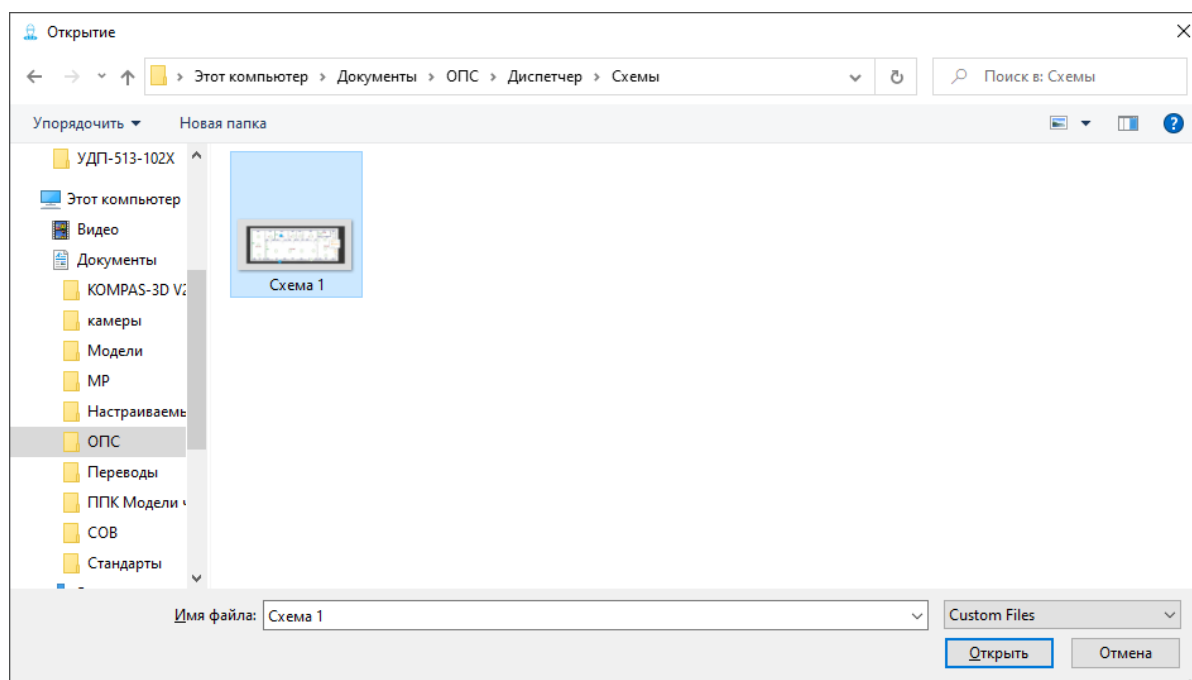 Открытие
Этот компьютер > Документы > ОПС > Диспетчер > Схемы
Поиск в: Схемы
Упорядочить
Новая папка
УДП-513-102X
Этот компьютер
Видео
Документы
KOMPAS-3D V2
камеры
Модели
МР
Настраиваемы
ОПС
Переводы
ППК Модели ч
СОВ
Стандарты
Схема 1
Имя файла: Схема 1
Custom Files
Открыть
Отмена